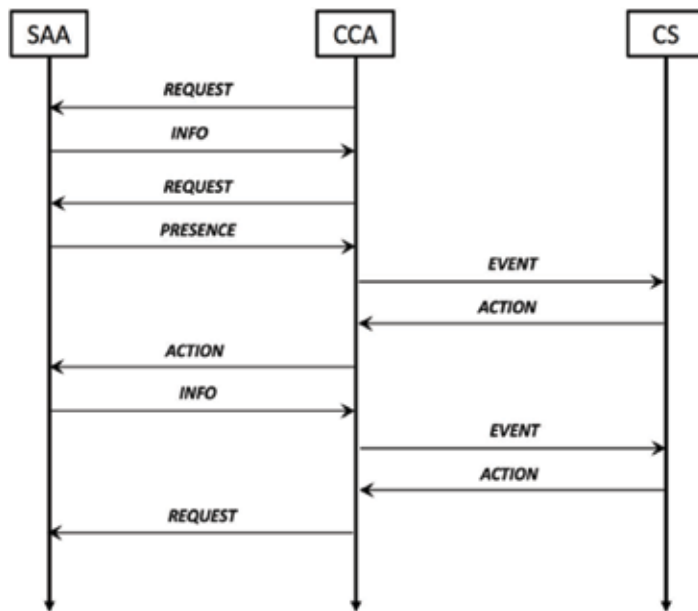 SAA CCA CS
REQUEST
INFO
REQUEST
PRESENCE
EVENT
ACTION
ACTION
INFO
EVENT
ACTION
REQUEST